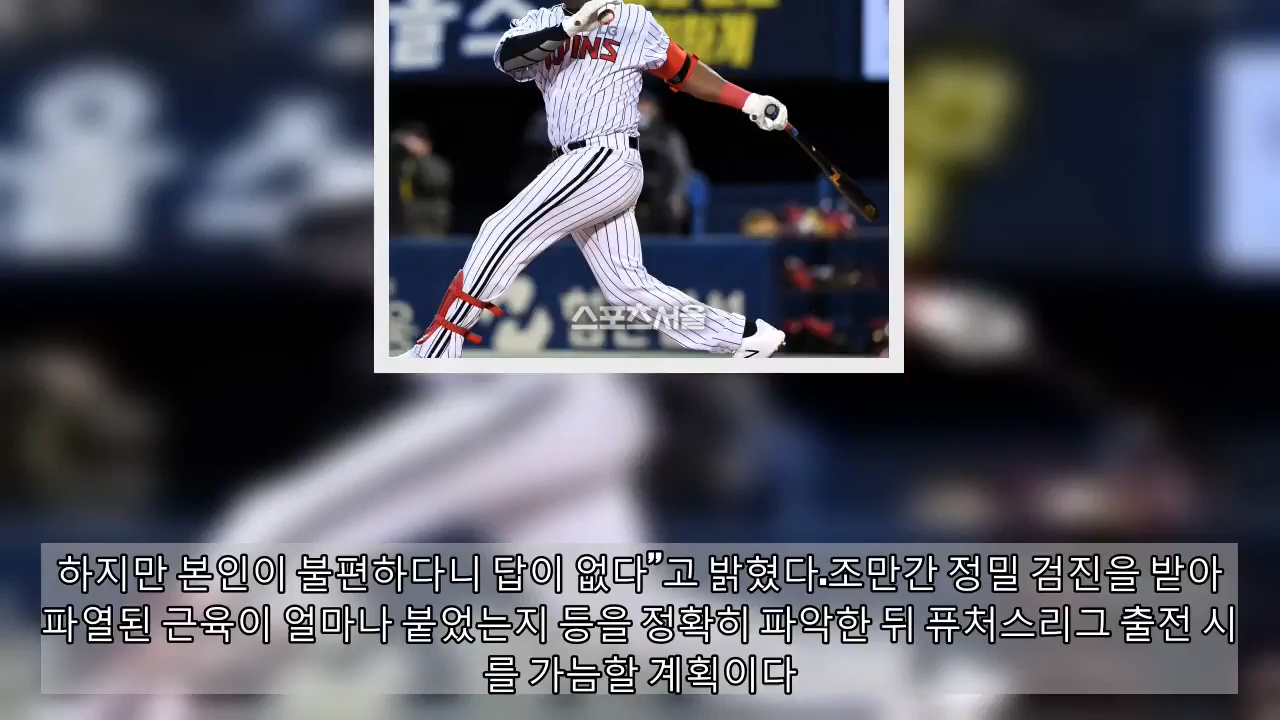 LG
TWINS
스포츠서울
하지만 본인이 불편하다니 답이 없다”고 밝혔다.조만간 정밀 검진을 받아
파열된 근육이 얼마나 붙었는지 등을 정확히 파악한 뒤 퓨처스리그 출전 시
를 가늠할 계획이다